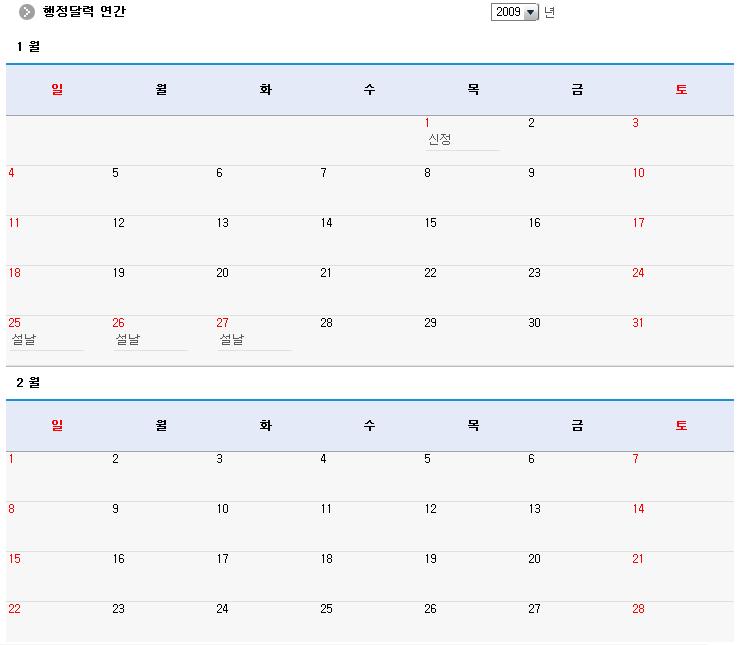 행정달력 연간 2009 년
1 월
일 월 화 수 목 금 토
1 2 3
신정
4 5 6 7 8 9 10
11 12 13 14 15 16 17
18 19 20 21 22 23 24
25 26 27 28 29 30 31
설날 설날 설날
2 월
일 월 화 수 목 금 토
1 2 3 4 5 6 7
8 9 10 11 12 13 14
15 16 17 18 19 20 21
22 23 24 25 26 27 28